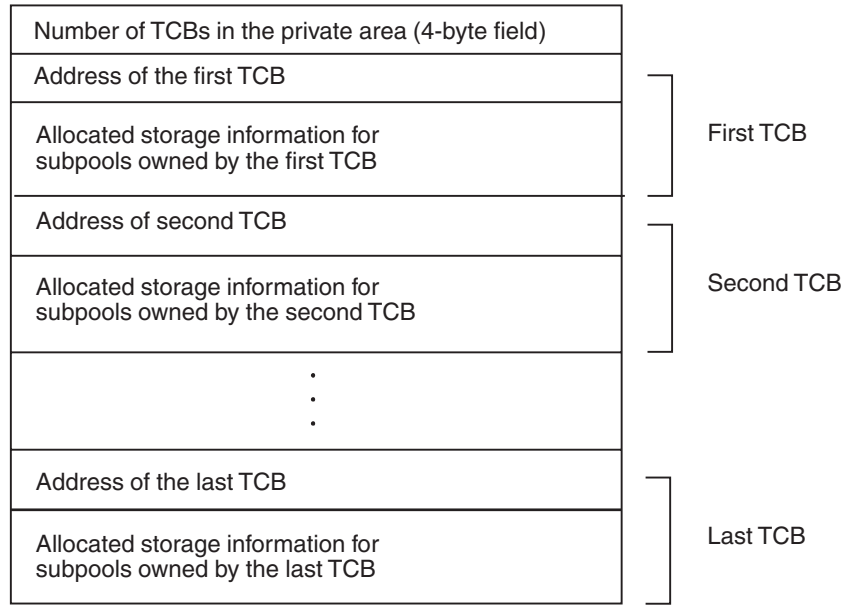 Number of TCBs in the private area (4-byte field)
Address of the first TCB
Allocated storage information for
subpools owned by the first TCB
First TCB
Address of second TCB
Allocated storage information for
subpools owned by the second TCB
Second TCB
Address of the last TCB
Allocated storage information for
subpools owned by the last TCB
Last TCB